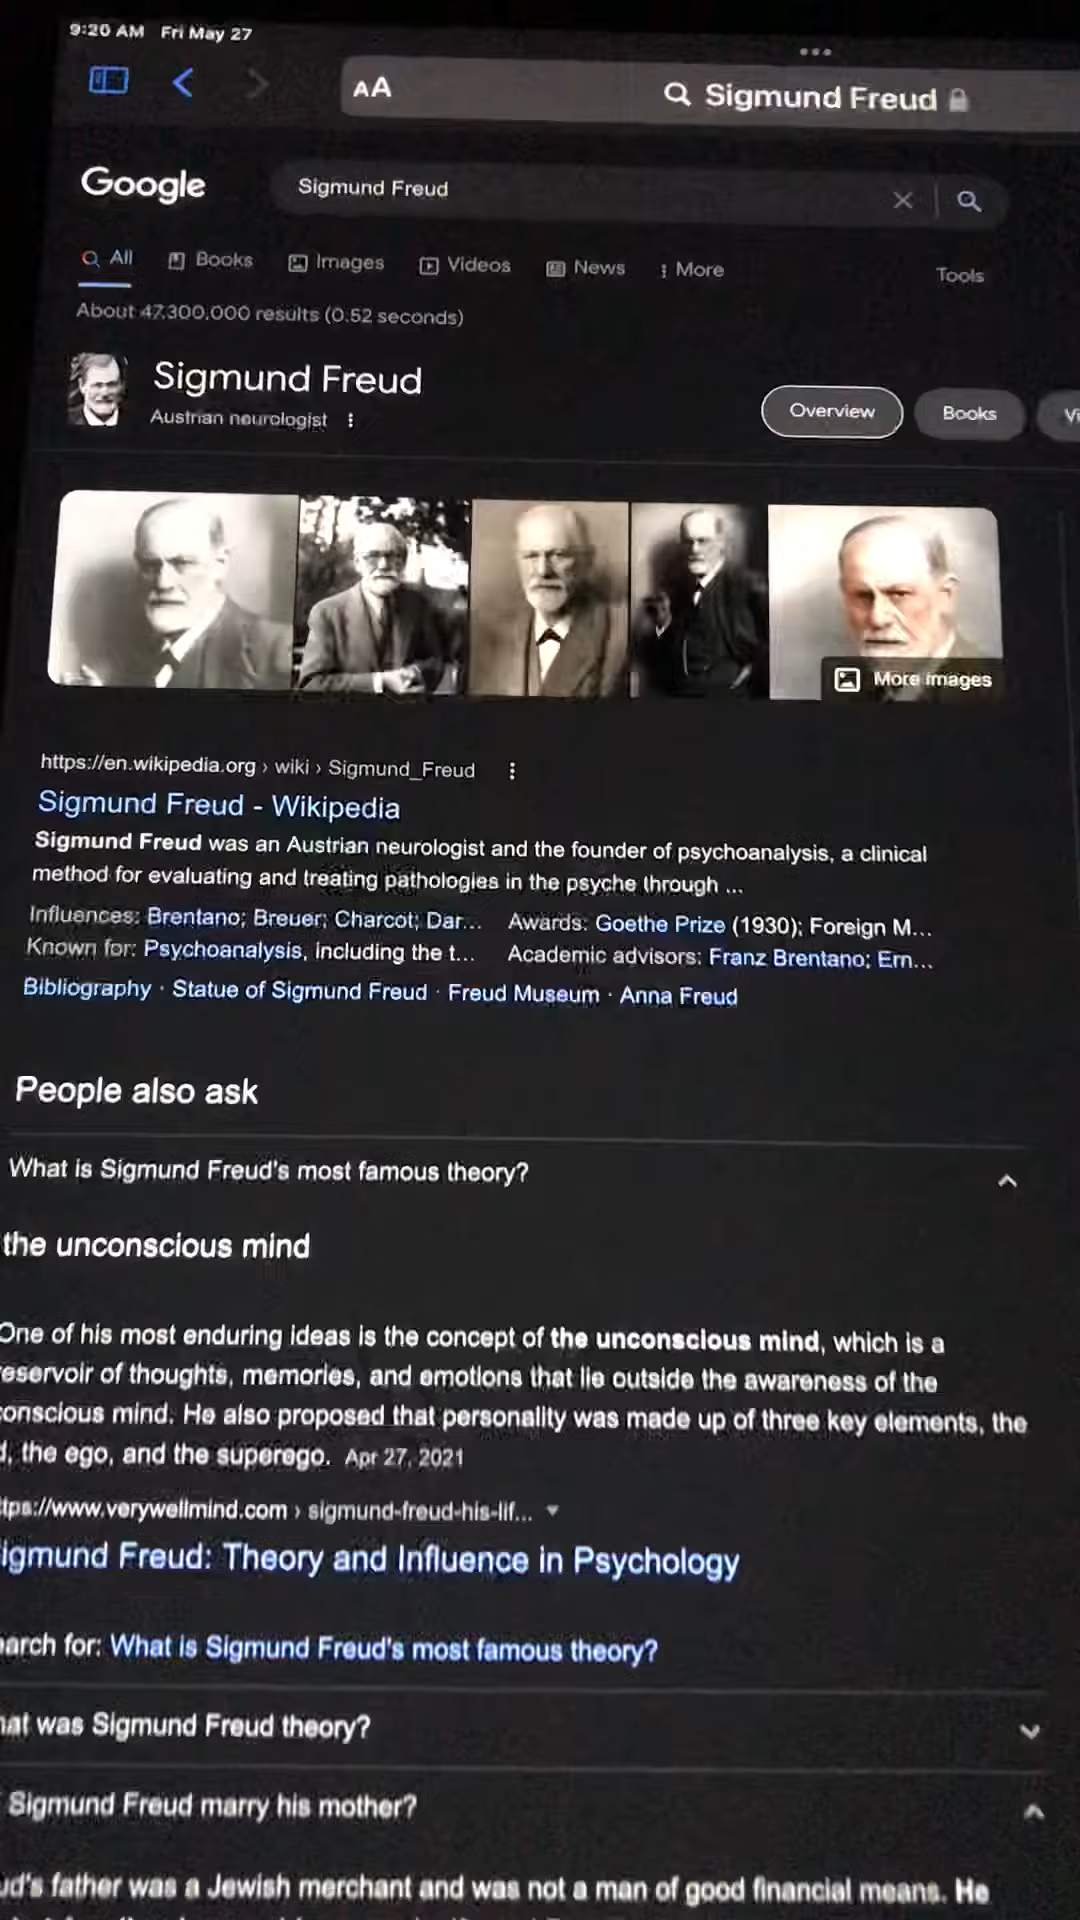 9:20 AM Fri May 27
AA
Sigmund Freud
Google
Sigmund Freud
All Books Images Videos News More Tools
About 47,300,000 results (0.52 seconds)
Sigmund Freud
Austrian neurologist
Overview Books Vi
More images
https://en.wikipedia.org › wiki › Sigmund_Freud
Sigmund Freud - Wikipedia
Sigmund Freud was an Austrian neurologist and the founder of psychoanalysis, a clinical
method for evaluating and treating pathologies in the psyche through ...
Influences: Brentano; Breuer; Charcot; Dar... Awards: Goethe Prize (1930); Foreign M...
Known for: Psychoanalysis, including the t... Academic advisors: Franz Brentano; Ern...
Bibliography · Statue of Sigmund Freud · Freud Museum · Anna Freud
People also ask
What is Sigmund Freud's most famous theory?
the unconscious mind
One of his most enduring ideas is the concept of the unconscious mind, which is a
eservoir of thoughts, memories, and emotions that lie outside the awareness of the
onscious mind. He also proposed that personality was made up of three key elements, the
d, the ego, and the superego. Apr 27, 2021
tps://www.verywellmind.com › sigmund-freud-his-lif...
igmund Freud: Theory and Influence in Psychology
earch for: What is Sigmund Freud's most famous theory?
hat was Sigmund Freud theory?
Sigmund Freud marry his mother?
ud's father was a Jewish merchant and was not a man of good financial means. He